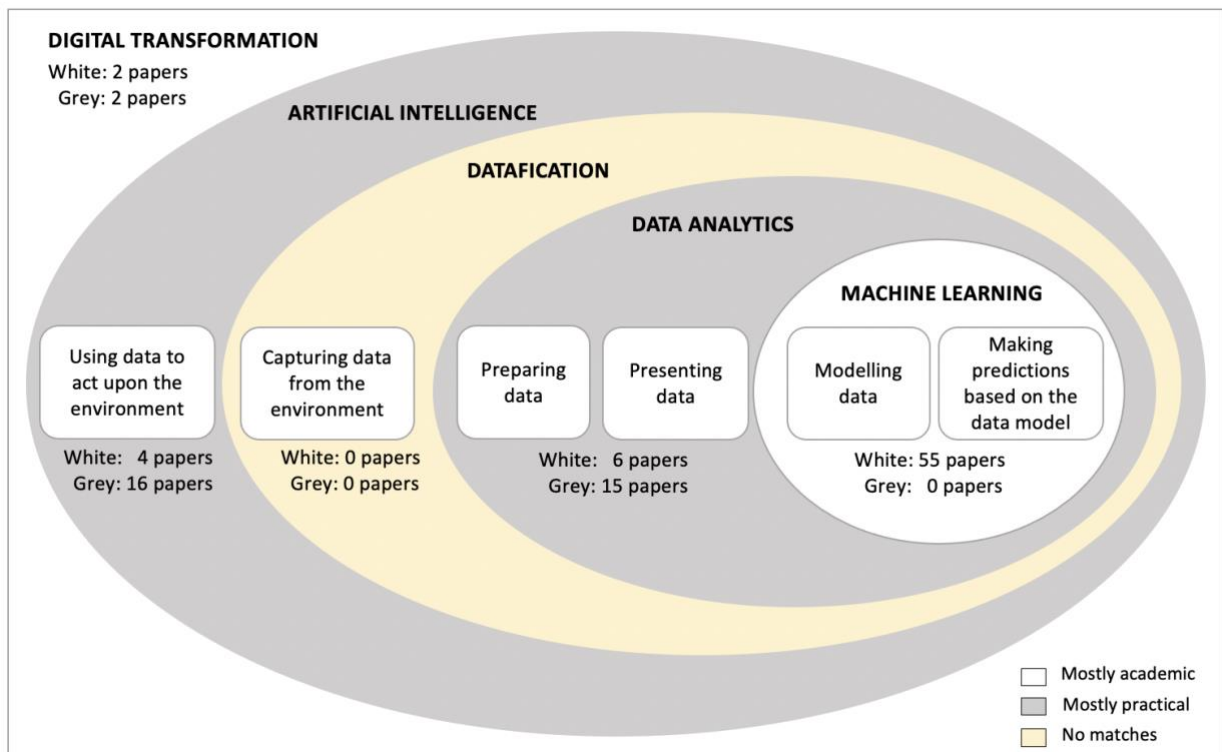 DIGITAL TRANSFORMATION
White: 2 papers
Grey: 2 papers
ARTIFICIAL INTELLIGENCE
DATAFICATION
DATA ANALYTICS
MACHINE LEARNING
Using data to
act upon the
environment
White: 4 papers
Grey: 16 papers
Capturing data
from the
environment
White: 0 papers
Grey: 0 papers
Preparing
data
Presenting
data
White: 6 papers
Grey: 15 papers
Modelling
data
Making
predictions
based on the
data model
White: 55 papers
Grey: 0 papers
Mostly academic
Mostly practical
No matches